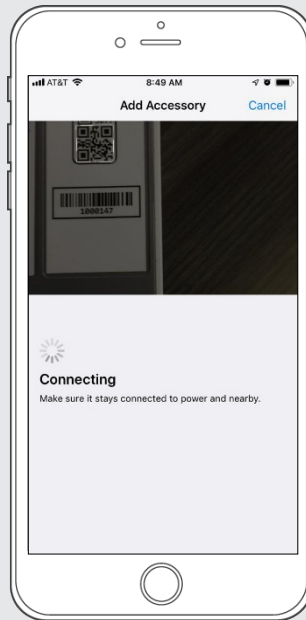 AT&T 8:49 AM
Add Accessory Cancel
1000147
Connecting
Make sure it stays connected to power and nearby.